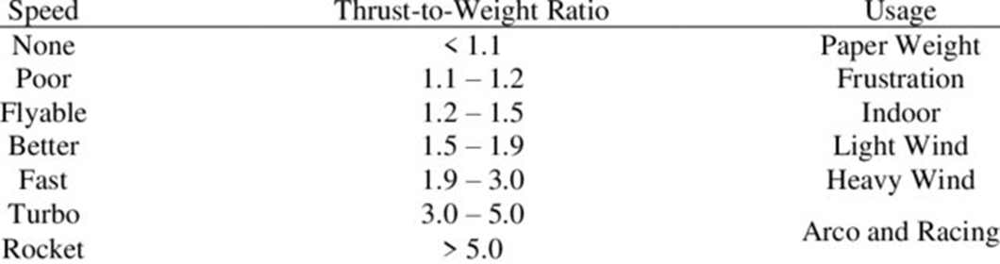 Speed Thrust-to-Weight Ratio Usage
None < 1.1 Paper Weight
Poor 1.1 – 1.2 Frustration
Flyable 1.2 – 1.5 Indoor
Better 1.5 – 1.9 Light Wind
Fast 1.9 – 3.0 Heavy Wind
Turbo 3.0 – 5.0
Arco and Racing
Rocket > 5.0